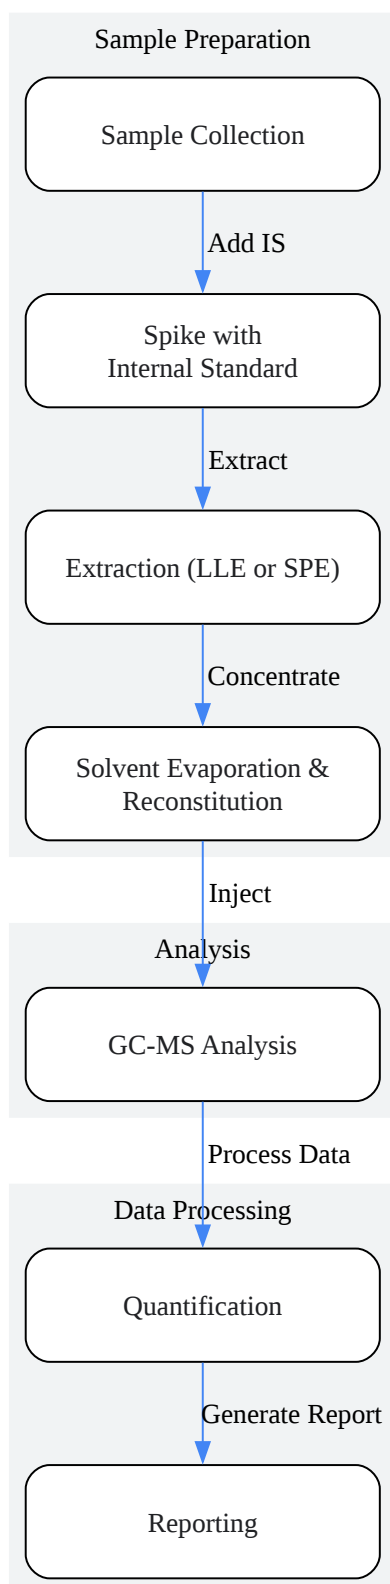 Sample Preparation
Sample Collection
Add IS
Spike with
Internal Standard
Extract
Extraction (LLE or SPE)
Concentrate
Solvent Evaporation &
Reconstitution
Inject
Analysis
GC-MS Analysis
Process Data
Data Processing
Quantification
Generate Report
Reporting